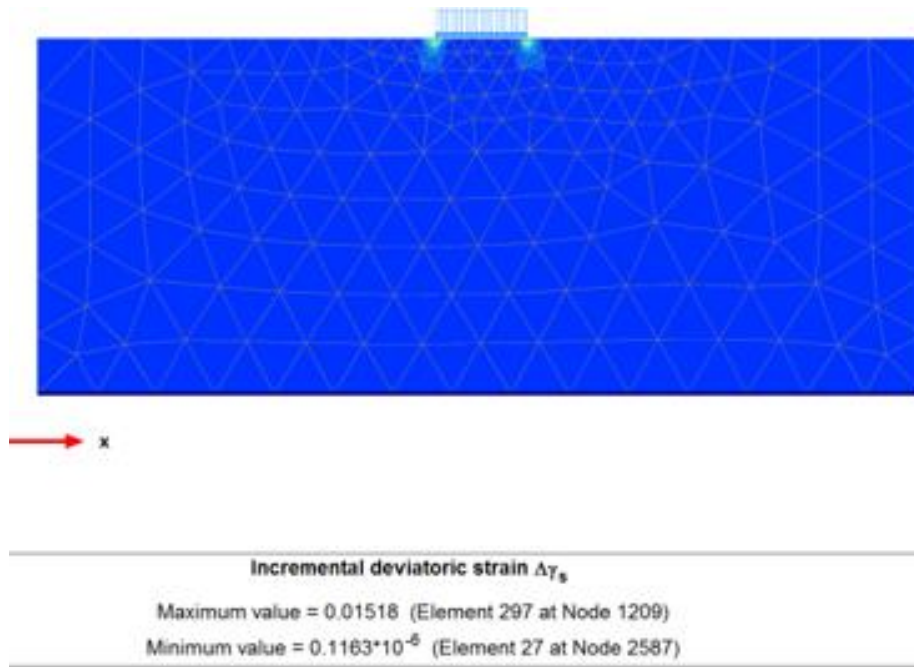 x
Incremental deviatoric strain Δγs
Maximum value = 0.01518 (Element 297 at Node 1209)
Minimum value = 0.1163*10-6 (Element 27 at Node 2587)